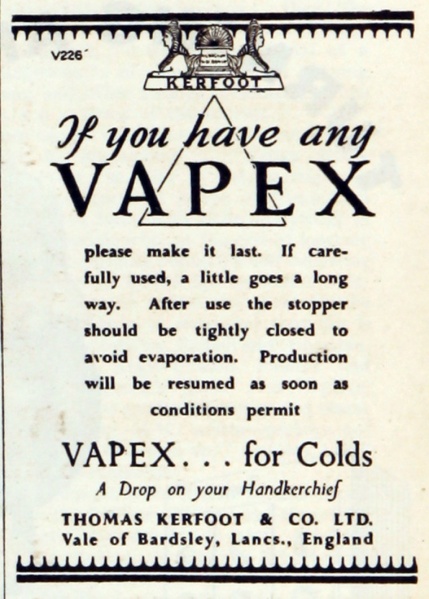 V226
KERFOOT
If you have any
VAPEX
please make it last. If care-
fully used, a little goes a long
way. After use the stopper
should be tightly closed to
avoid evaporation. Production
will be resumed as soon as
conditions permit
VAPEX... for Colds
A Drop on your Handkerchief
THOMAS KERFOOT & CO. LTD.
Vale of Bardsley, Lancs., England